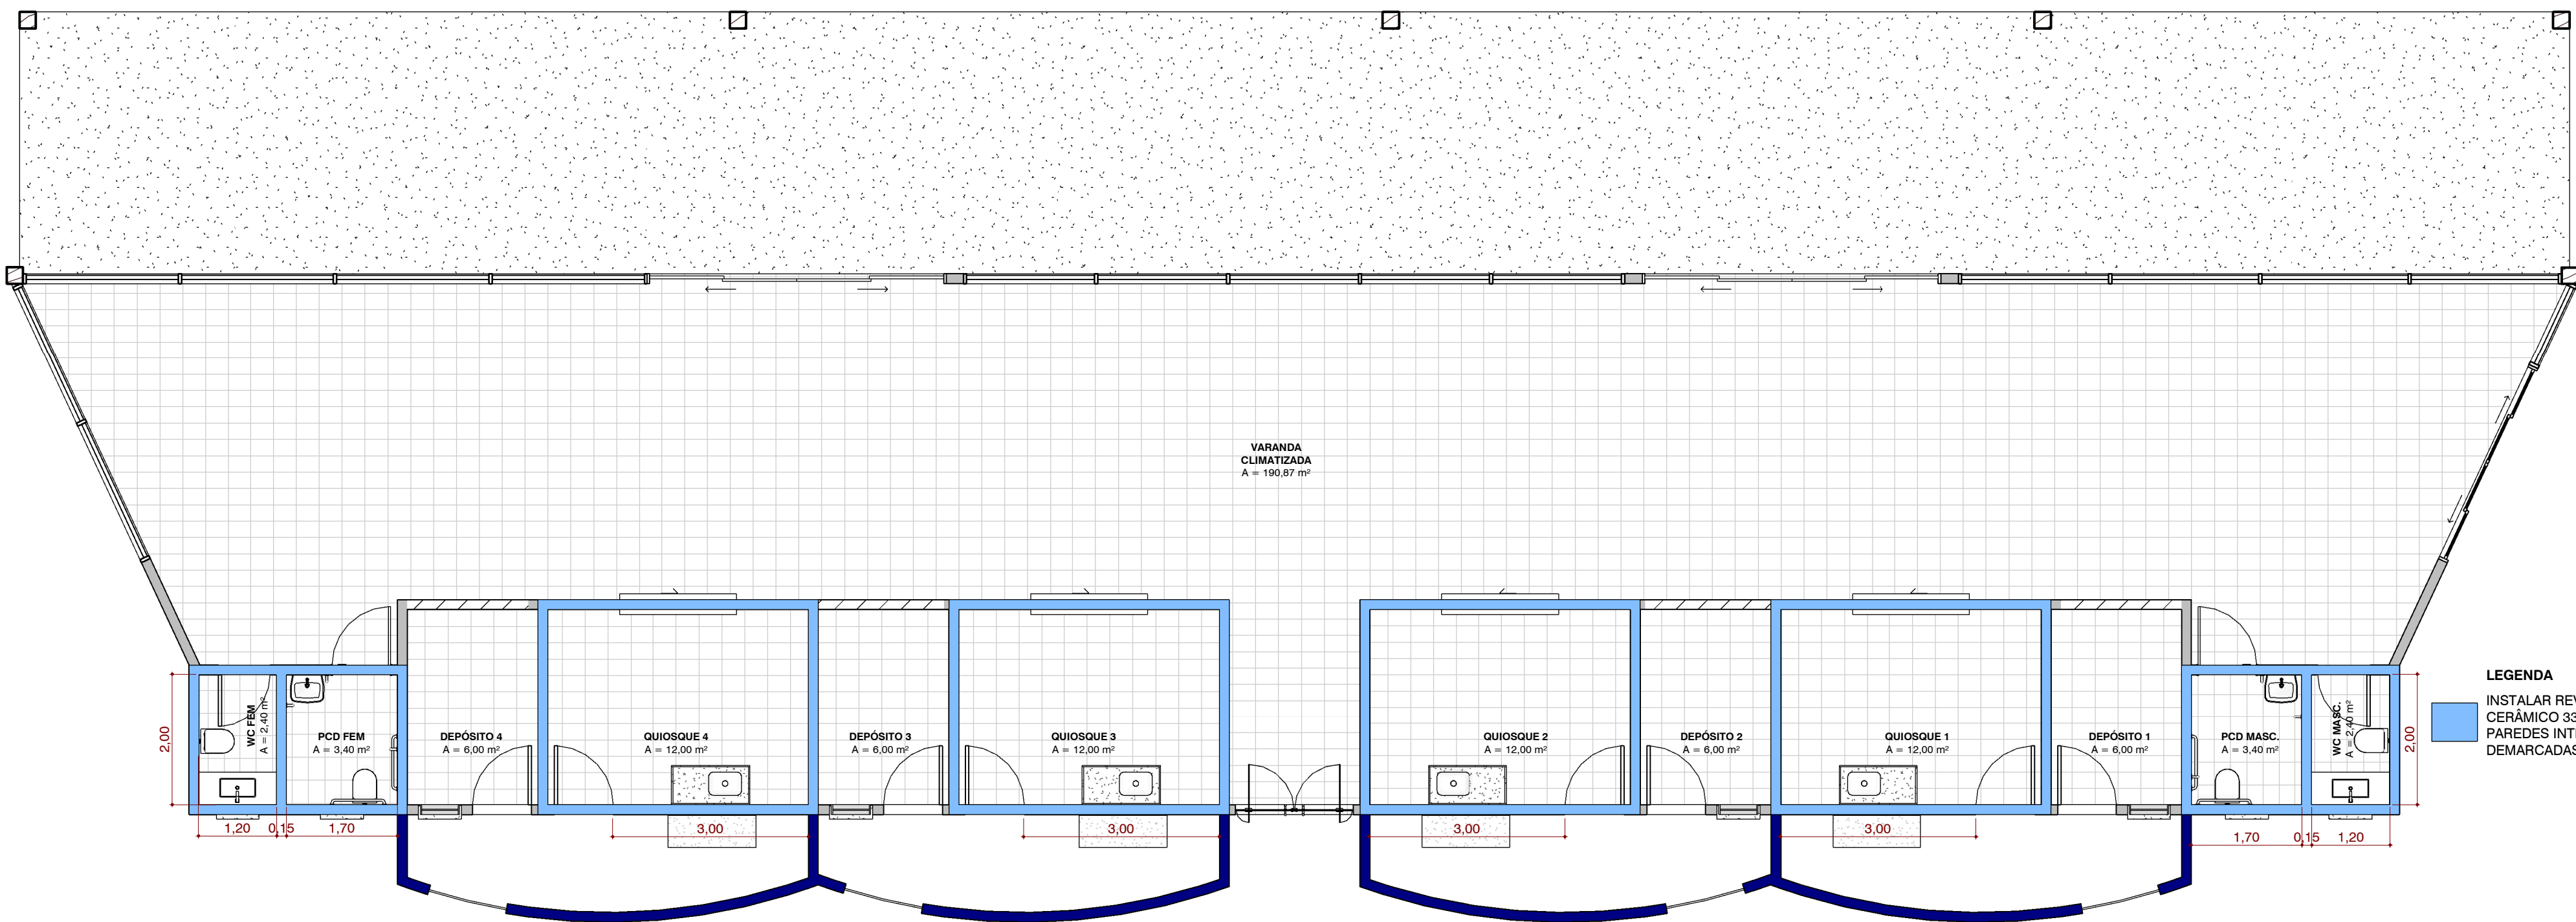 VARANDA
CLIMATIZADA
A = 190,87 m²
WC FEM
A = 2,40 m²
PCD FEM
A = 3,40 m²
DEPÓSITO 4
A = 6,00 m²
QUIOSQUE 4
A = 12,00 m²
DEPÓSITO 3
A = 6,00 m²
QUIOSQUE 3
A = 12,00 m²
QUIOSQUE 2
A = 12,00 m²
DEPÓSITO 2
A = 6,00 m²
QUIOSQUE 1
A = 12,00 m²
DEPÓSITO 1
A = 6,00 m²
PCD MASC.
A = 3,40 m²
WC MASC.
A = 2,40 m²
2,00
2,00
1,20
0,15
1,70
3,00
3,00
3,00
3,00
1,70
0,15
1,20
LEGENDA
INSTALAR REV
CERÂMICO 33
PAREDES INT
DEMARCADAS